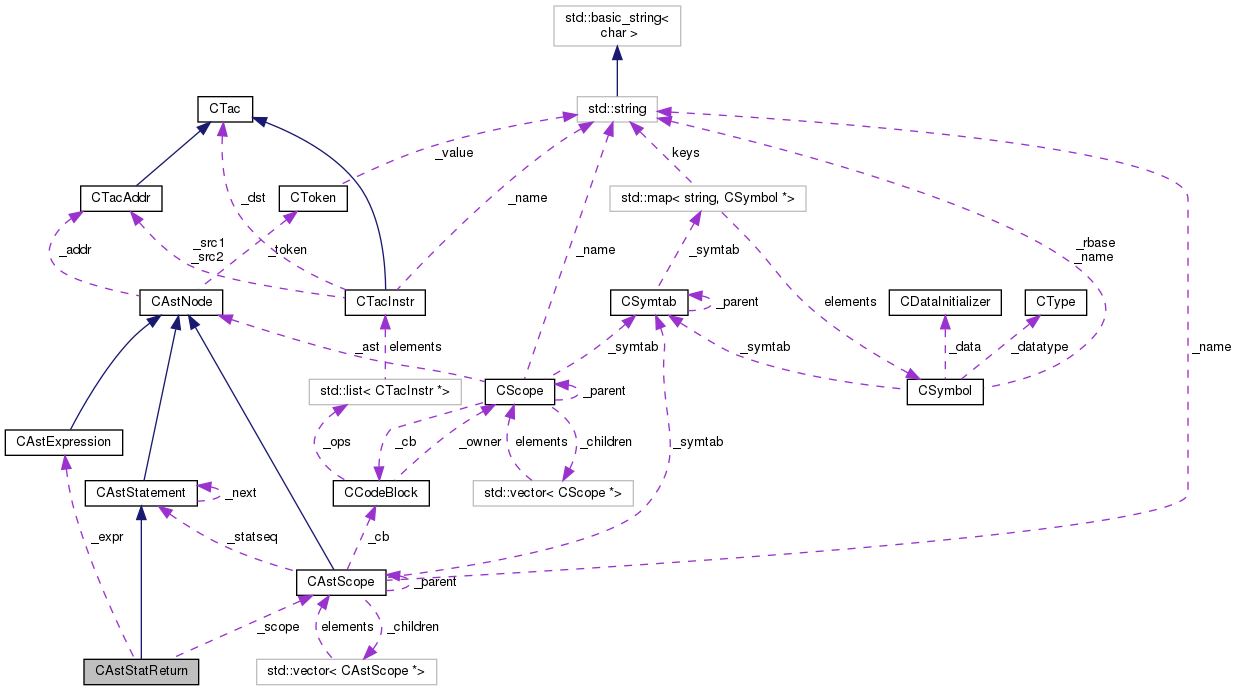 std::basic_string<
char >
CTac
std::string
_value
keys
CTacAddr
_dst
CToken
_name
std::map< string, CSymbol *>
_addr
_src1
_src2
_token
_name
_symtab
_rbase
_name
CAstNode
CTacInstr
CSymtab
_parent
elements
CDataInitializer
CType
_ast
elements
_symtab
_symtab
_data
_datatype
_name
std::list< CTacInstr *>
CScope
_parent
CSymbol
CAstExpression
_ops
_cb
_owner
elements
_children
_symtab
CAstStatement
_next
CCodeBlock
std::vector< CScope *>
_expr
_statseq
_cb
CAstScope
_parent
_scope
elements
_children
CAstStatReturn
std::vector< CAstScope *>